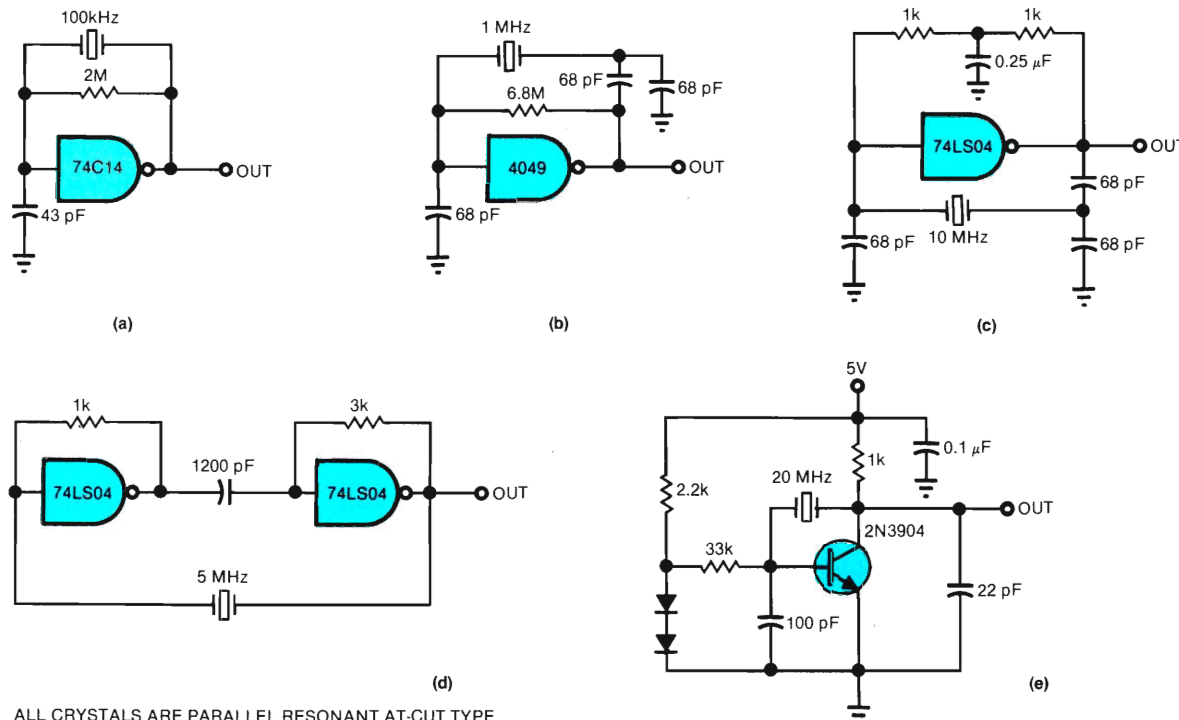 100kHz
2M
74C14
OUT
43 pF
(a)
1 MHz
68 pF
68 pF
6.8M
4049
OUT
68 pF
(b)
1k
1k
0.25 μF
74LS04
OUT
68 pF
10 MHz
68 pF
68 pF
(c)
1k
74LS04
1200 pF
3k
74LS04
OUT
5 MHz
(d)
5V
0.1 μF
1k
2.2k
20 MHz
OUT
2N3904
33k
22 pF
100 pF
(e)
ALL CRYSTALS ARE PARALLEL RESONANT AT-CUT TYPE